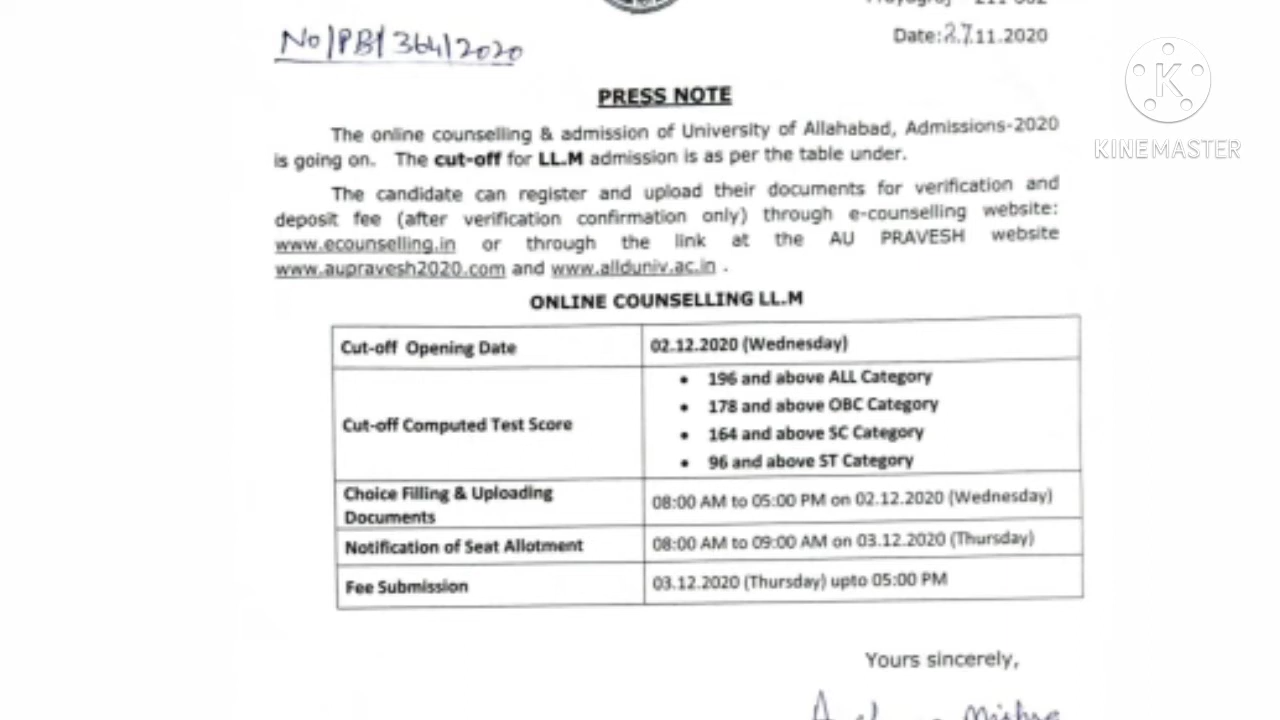 No/PB/364/2020
Date:27.11.2020
KINEMASTER
PRESS NOTE
The online counselling & admission of University of Allahabad, Admissions-2020
is going on. The cut-off for LL.M admission is as per the table under.
The candidate can register and upload their documents for verification and
deposit fee (after verification confirmation only) through e-counselling website:
www.ecounselling.in or through the link at the AU PRAVESH website
www.aupravesh2020.com and www.allduniv.ac.in .
ONLINE COUNSELLING LL.M
Cut-off Opening Date 02.12.2020 (Wednesday)
Cut-off Computed Test Score
• 196 and above ALL Category
• 178 and above OBC Category
• 164 and above SC Category
• 96 and above ST Category
Choice Filling & Uploading
Documents
08:00 AM to 05:00 PM on 02.12.2020 (Wednesday)
Notification of Seat Allotment 08:00 AM to 09:00 AM on 03.12.2020 (Thursday)
Fee Submission 03.12.2020 (Thursday) upto 05:00 PM
Yours sincerely,